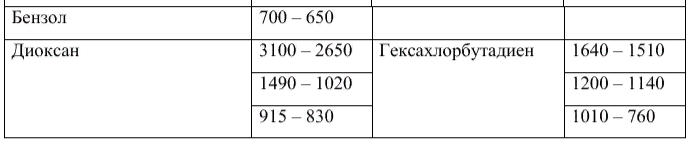 Бензол 700 – 650
Диоксан 3100 – 2650 Гексахлорбутадиен 1640 – 1510
1490 – 1020 1200 – 1140
915 – 830 1010 – 760